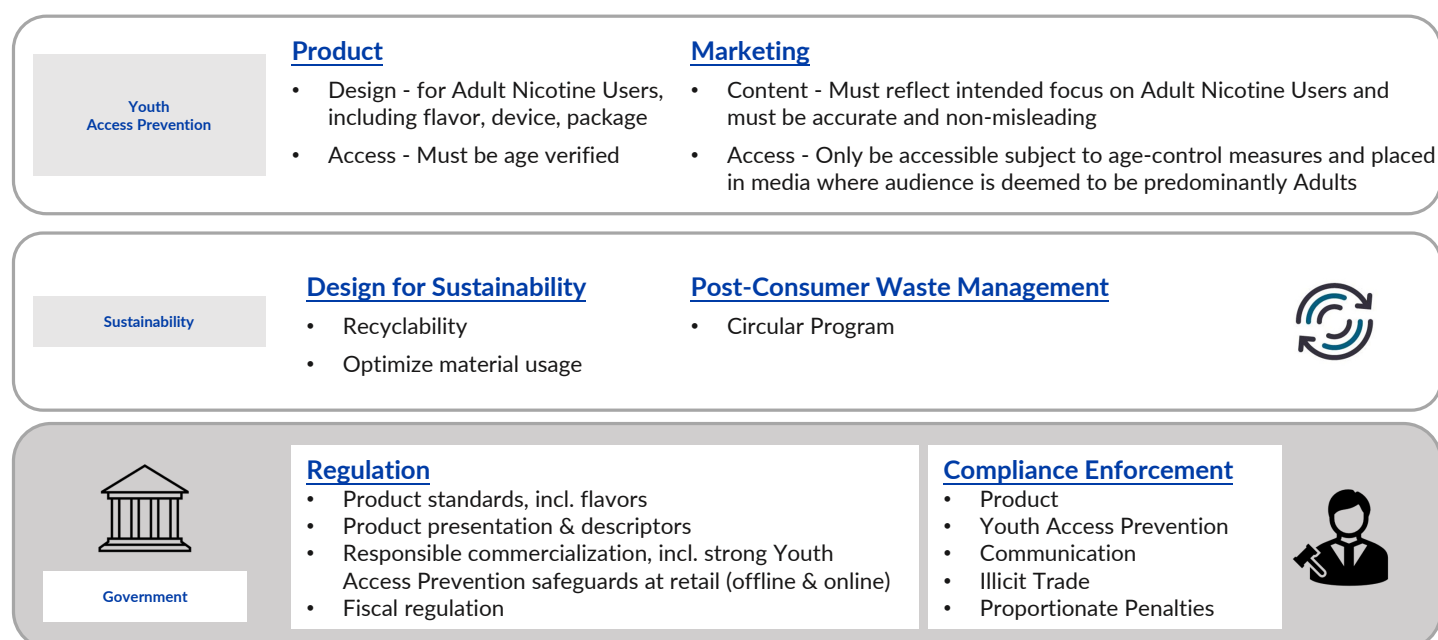 Youth
Access Prevention
Product
• Design - for Adult Nicotine Users,
including flavor, device, package
• Access - Must be age verified
Marketing
• Content - Must reflect intended focus on Adult Nicotine Users and
must be accurate and non-misleading
• Access - Only be accessible subject to age-control measures and placed
in media where audience is deemed to be predominantly Adults
Sustainability
Design for Sustainability
• Recyclability
• Optimize material usage
Post-Consumer Waste Management
• Circular Program
Government
Regulation
• Product standards, incl. flavors
• Product presentation & descriptors
• Responsible commercialization, incl. strong Youth
Access Prevention safeguards at retail (offline & online)
• Fiscal regulation
Compliance Enforcement
• Product
• Youth Access Prevention
• Communication
• Illicit Trade
• Proportionate Penalties